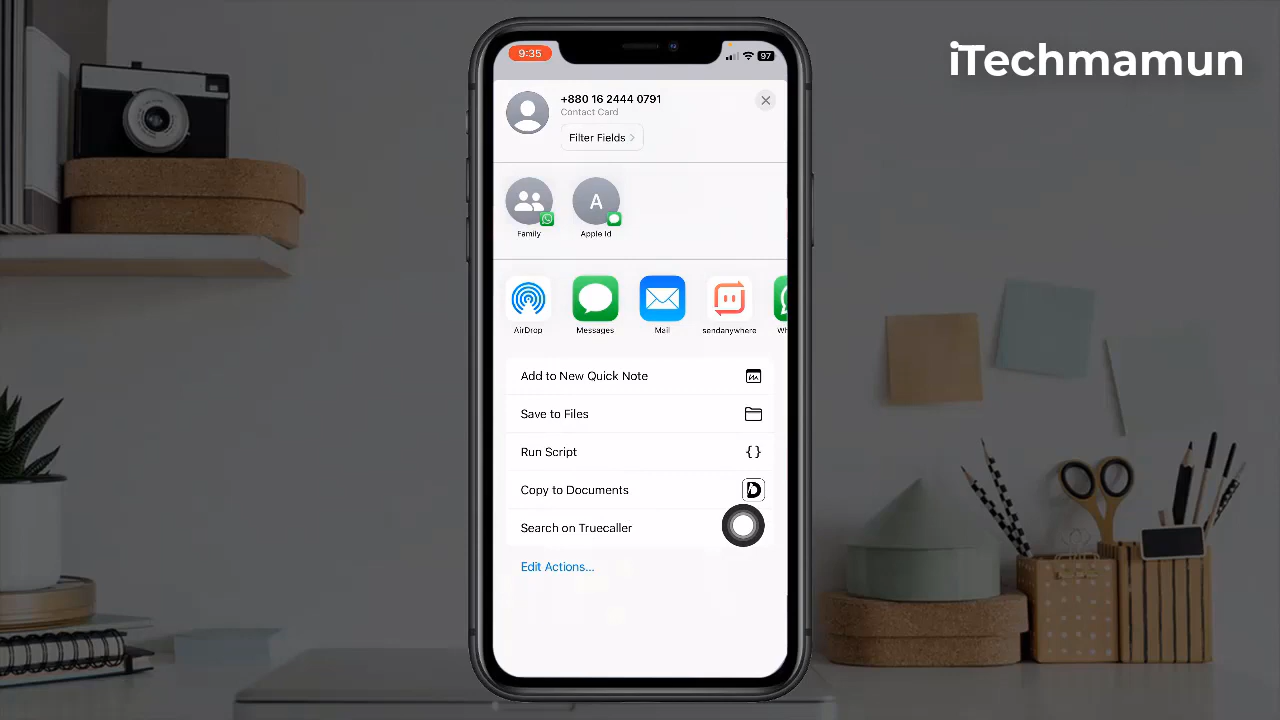 iTechmamun
9:35
97
+880 16 2444 0791
Contact Card
Filter Fields
Family
A
Apple id
AirDrop
Messages
Mail
sendanywhere
Wh
Add to New Quick Note
Save to Files
Run Script
Copy to Documents
Search on Truecaller
Edit Actions...